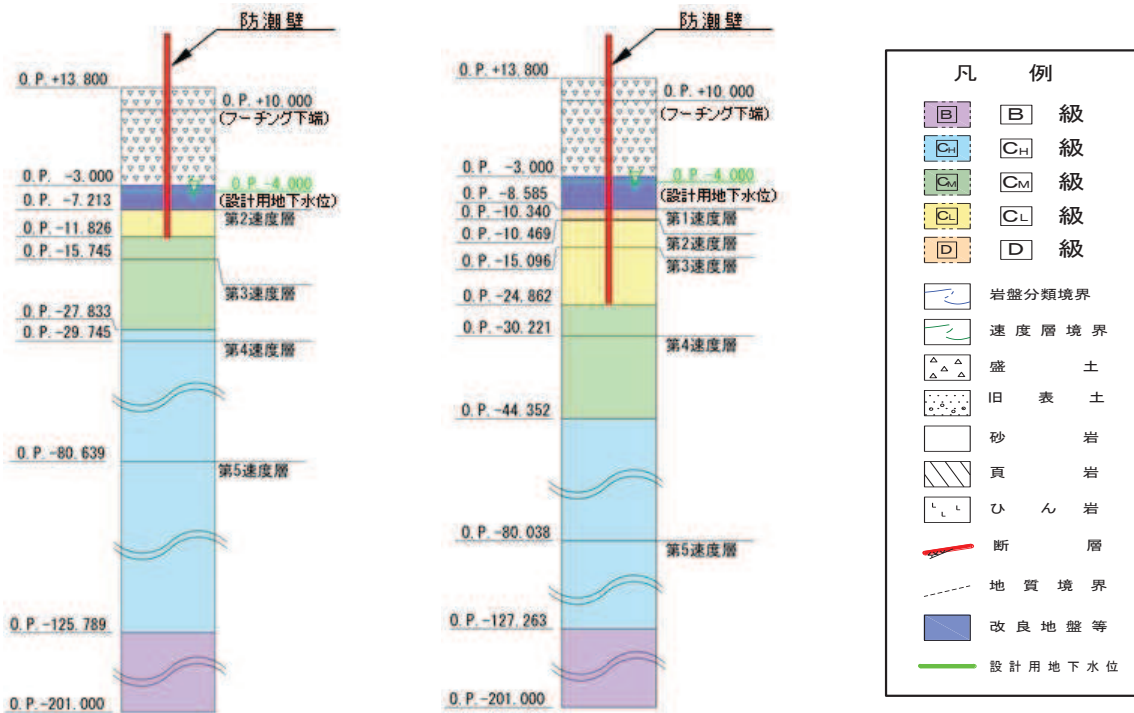 防潮壁
O.P.+13.800
O.P.+10.000
(フーチング下端)
O.P. -3.000
O.P.-4.000
(設計用地下水位)
O.P. -7.213
第2速度層
O.P.-11.826
O.P.-15.745
第3速度層
O.P.-27.833
O.P.-29.745
第4速度層
O.P.-80.639
第5速度層
O.P.-125.789
O.P.-201.000
防潮壁
O.P.+13.800
O.P.+10.000
(フーチング下端)
O.P. -3.000
O.P.-4.000
O.P. -8.585
(設計用地下水位)
O.P.-10.340
第1速度層
O.P.-10.469
第2速度層
O.P.-15.096
第3速度層
O.P.-24.862
O.P.-30.221
第4速度層
O.P.-44.352
O.P.-80.038
第5速度層
O.P.-127.263
O.P.-201.000
凡 例
B B 級
CH CH 級
CM CM 級
CL CL 級
D D 級
岩盤分類境界
速度層境界
盛 土
旧 表 土
砂 岩
頁 岩
ひ ん 岩
断 層
地 質 境 界
改 良 地 盤 等
設 計 用 地 下 水 位